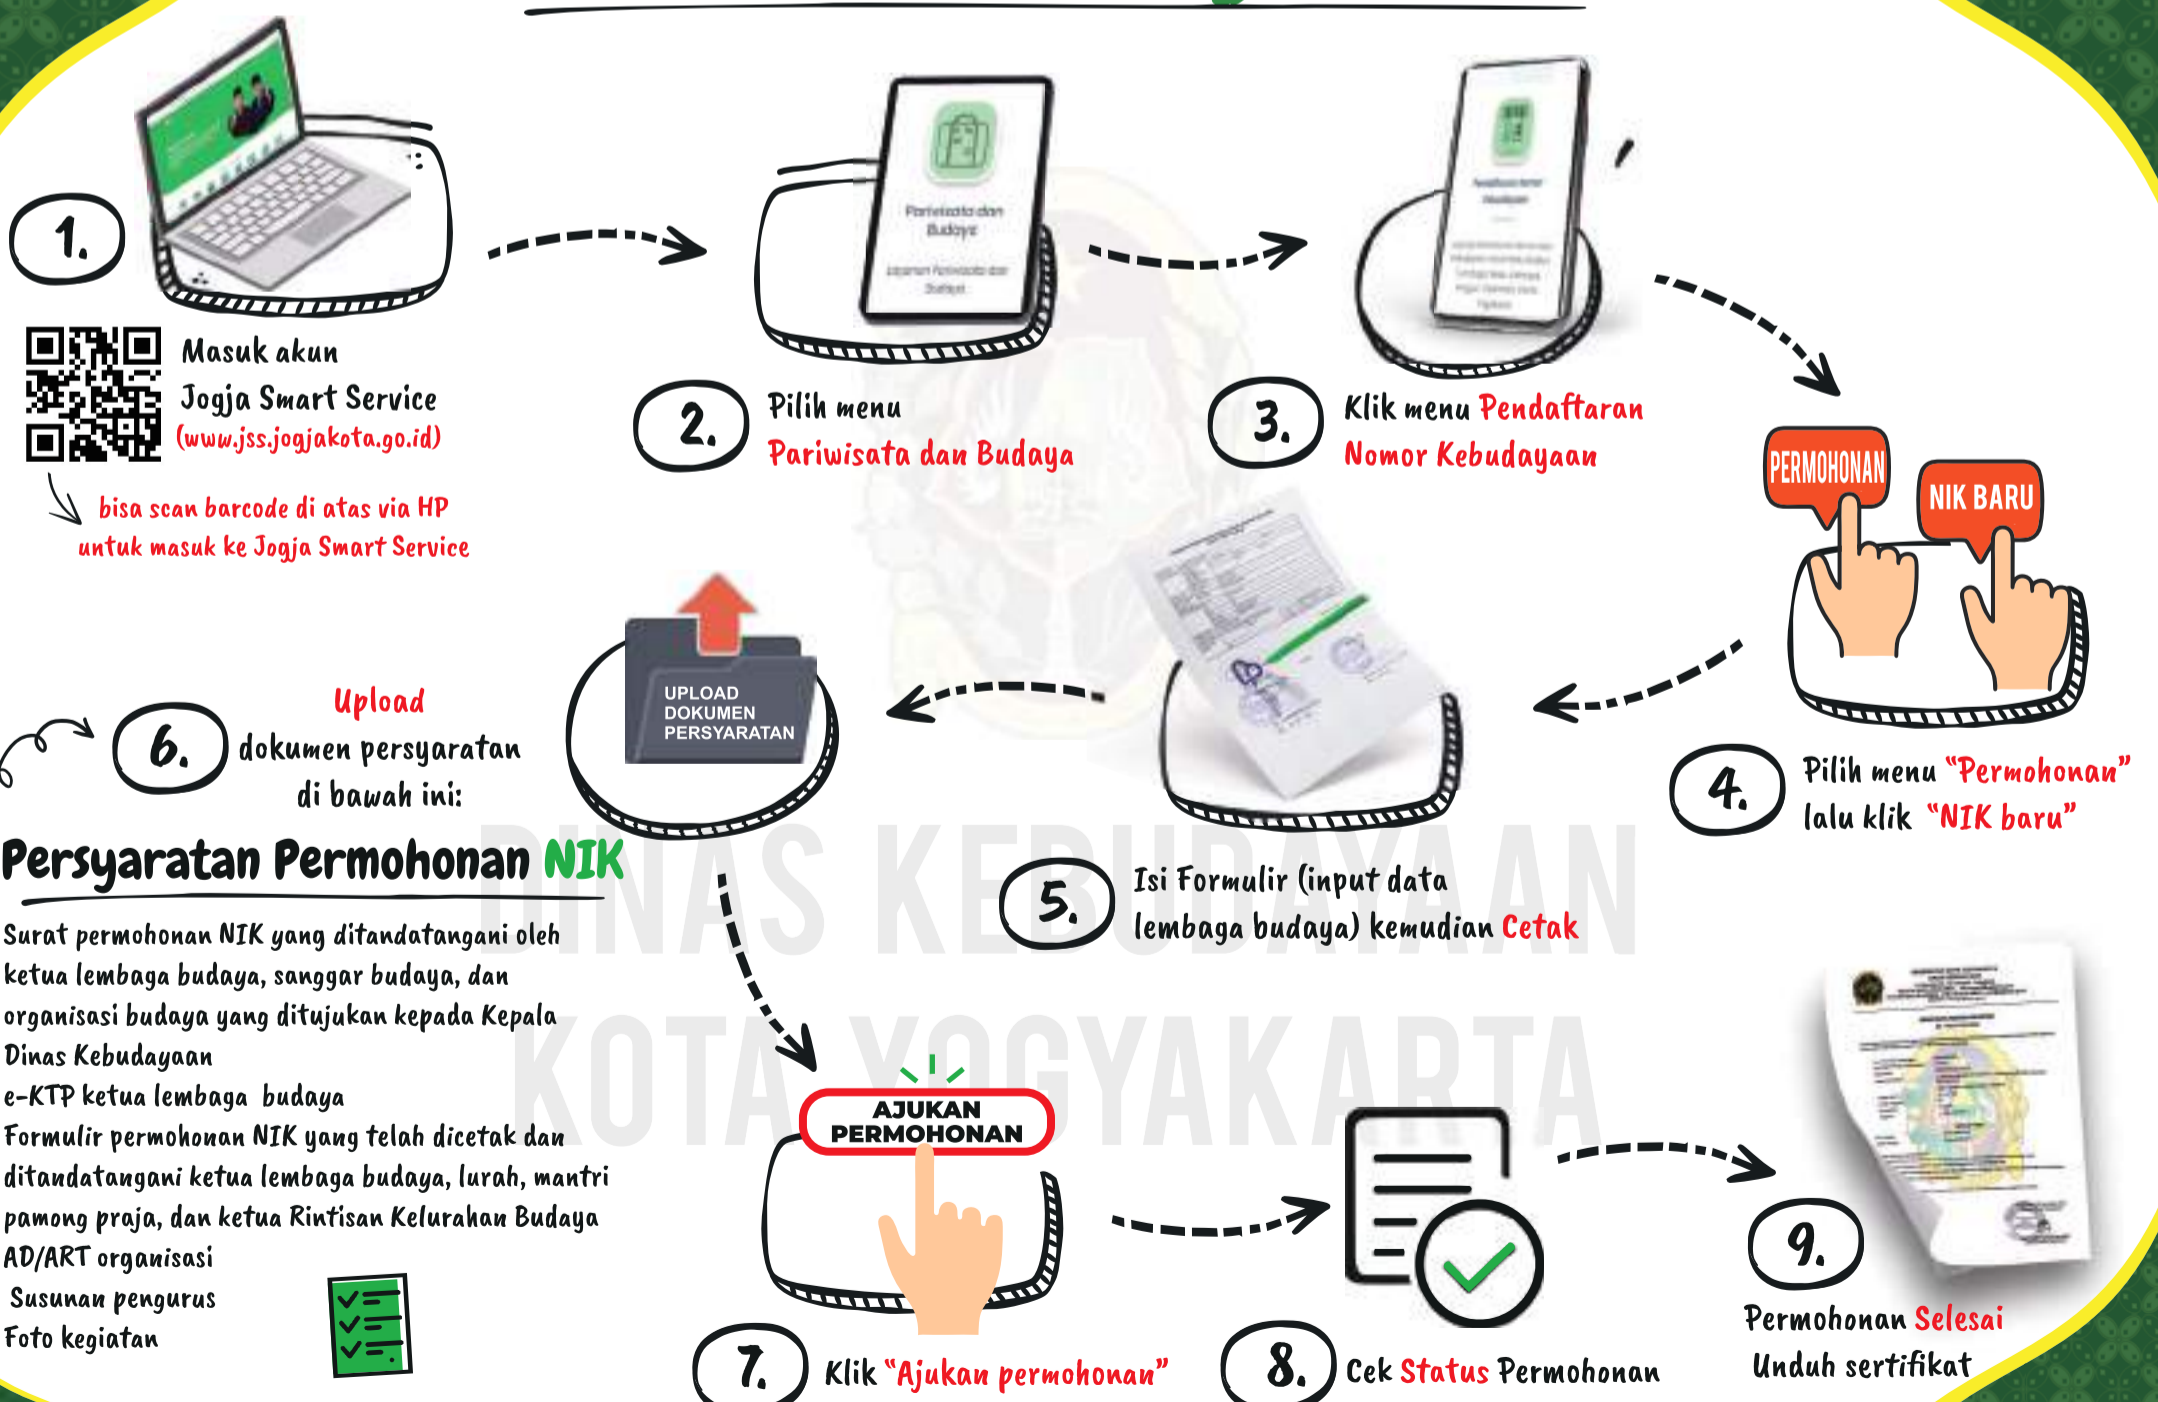 1.
Masuk akun
Jogja Smart Service
(www.jss.jogjakota.go.id)
bisa scan barcode di atas via HP
untuk masuk ke Jogja Smart Service
Pariwisata dan
Budaya
Layanan Pariwisata dan
Budaya
2.
Pilih menu
Pariwisata dan Budaya
3.
Klik menu Pendaftaran
Nomor Kebudayaan
PERMOHONAN
NIK BARU
4.
Pilih menu “Permohonan”
lalu klik “NIK baru”
5.
Isi Formulir (input data
lembaga budaya) kemudian Cetak
UPLOAD
DOKUMEN
PERSYARATAN
6.
Upload
dokumen persyaratan
di bawah ini:
Persyaratan Permohonan NIK
Surat permohonan NIK yang ditandatangani oleh
ketua lembaga budaya, sanggar budaya, dan
organisasi budaya yang ditujukan kepada Kepala
Dinas Kebudayaan
e-KTP ketua lembaga budaya
Formulir permohonan NIK yang telah dicetak dan
ditandatangani ketua lembaga budaya, lurah, mantri
pamong praja, dan ketua Rintisan Kelurahan Budaya
AD/ART organisasi
Susunan pengurus
Foto kegiatan
AJUKAN
PERMOHONAN
7.
Klik “Ajukan permohonan”
8.
Cek Status Permohonan
9.
Permohonan Selesai
Unduh sertifikat
DINAS KEBUDAYAAN
KOTA YOGYAKARTA